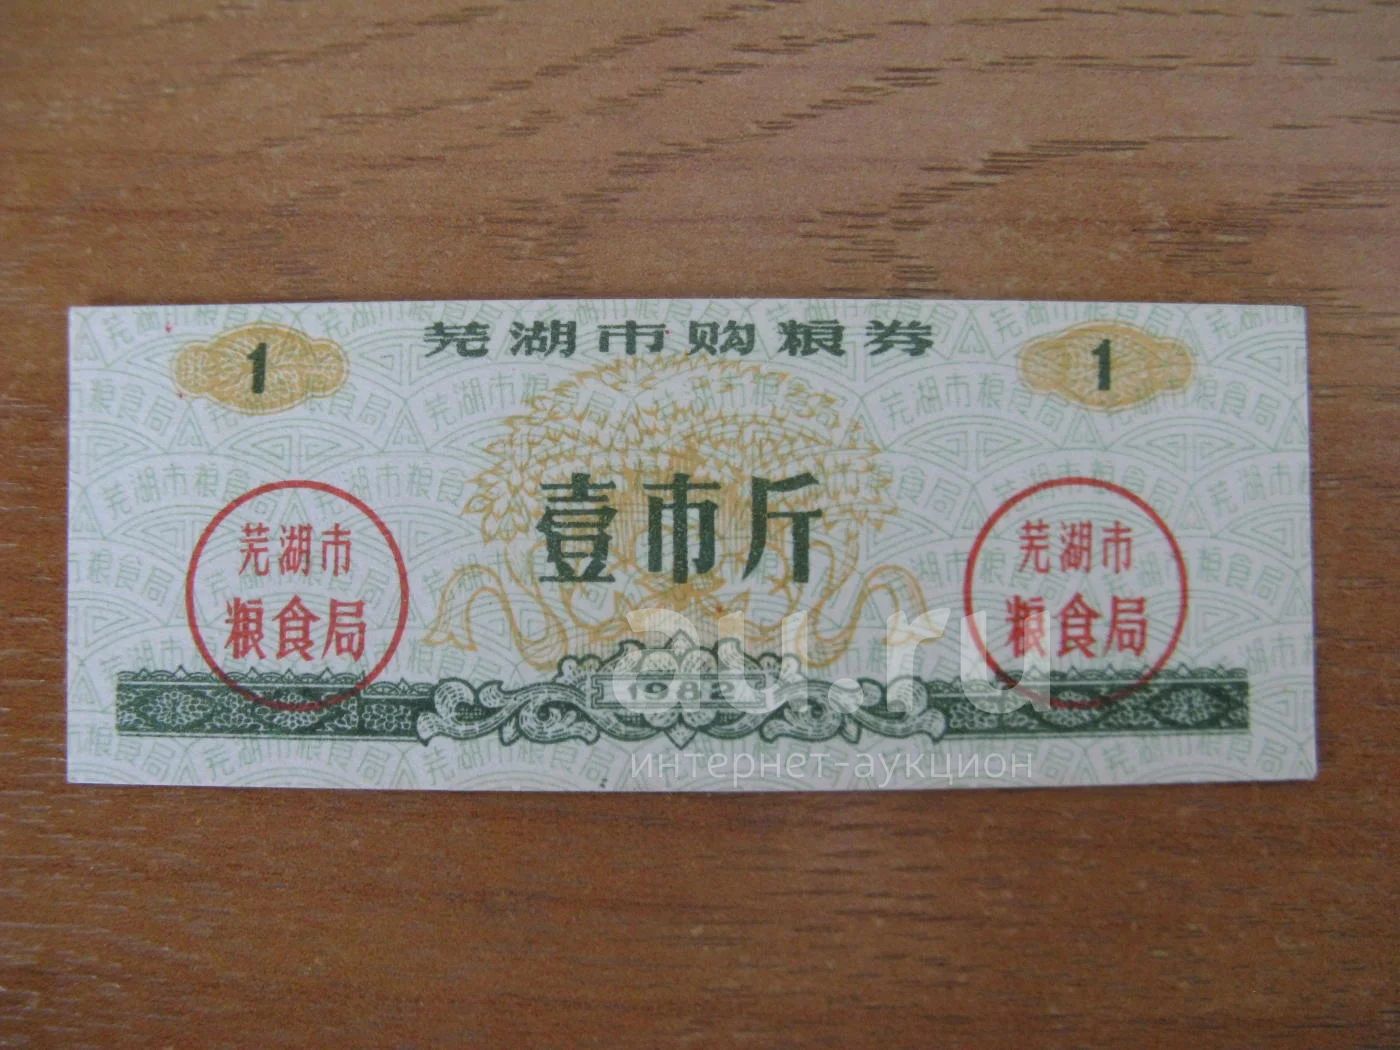 芜湖市购粮券
1
1
壹市斤
芜湖市
粮食局
芜湖市
粮食局
1982
au.ru
интернет-аукцион